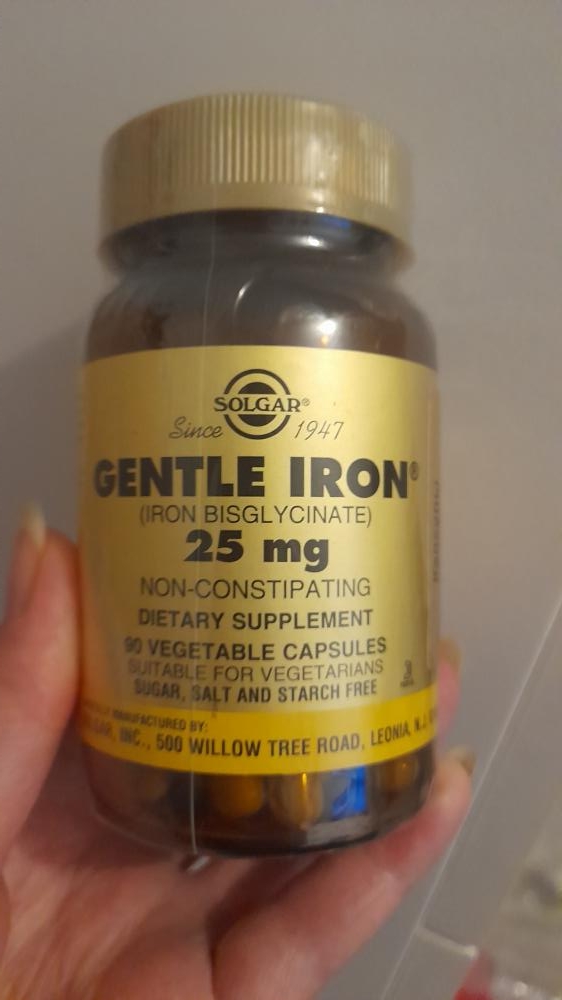 SOLGAR®
Since 1947
GENTLE IRON®
(IRON BISGLYCINATE)
25 mg
NON-CONSTIPATING
DIETARY SUPPLEMENT
90 VEGETABLE CAPSULES
SUITABLE FOR VEGETARIANS
SUGAR, SALT AND STARCH FREE
MANUFACTURED BY:
INC., 500 WILLOW TREE ROAD, LEONIA, N.J.